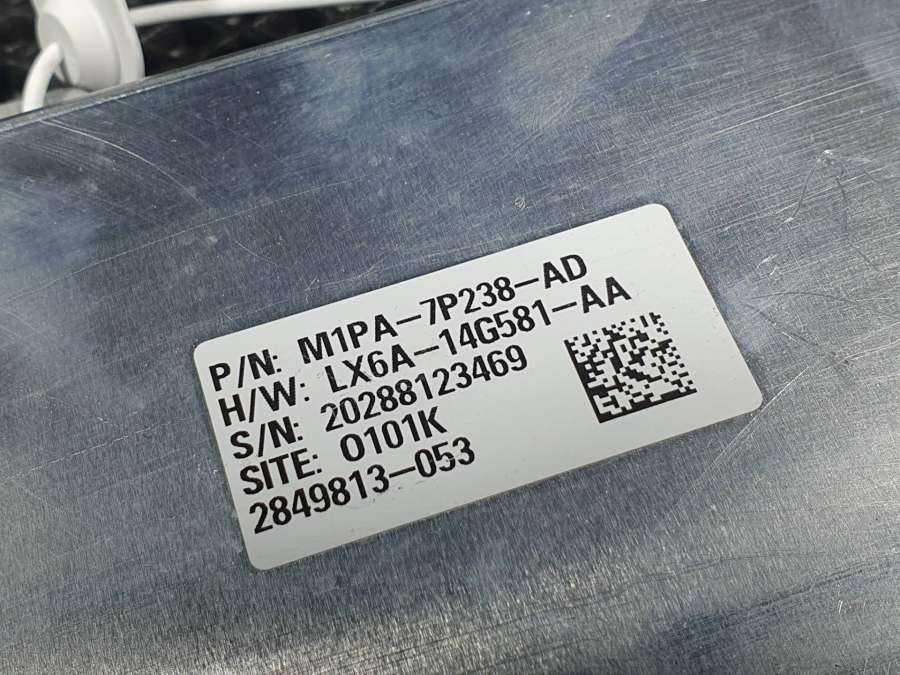 P/N: M1PA-7P238-AD
H/W: LX6A-14G581-AA
S/N: 20288123469
SITE: 0101K
2849813-053